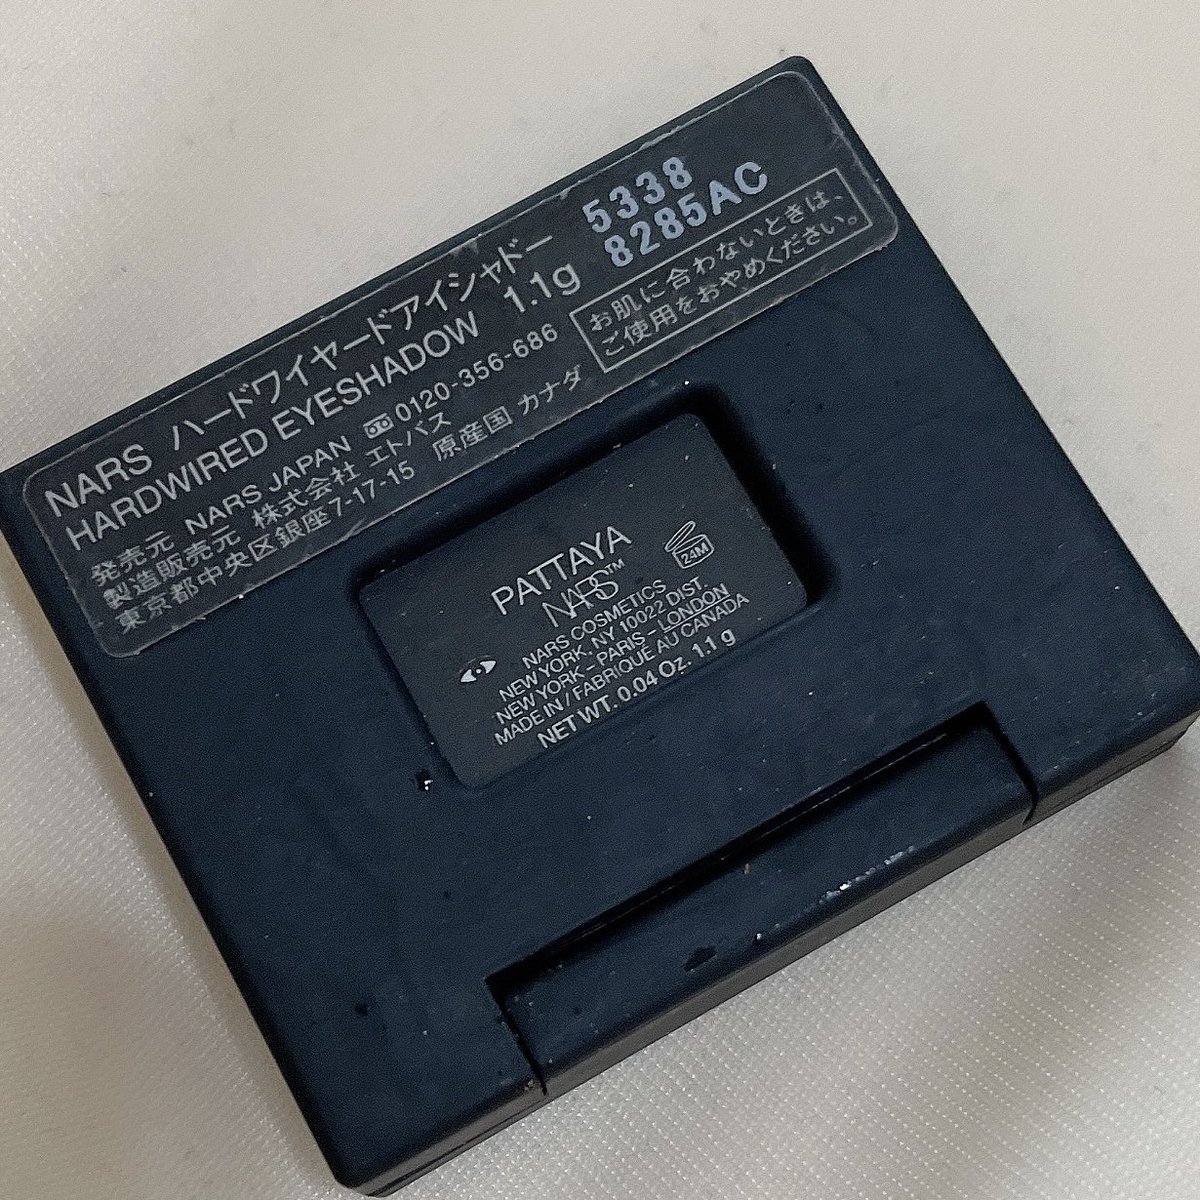 NARS ハードワイヤードアイシャドー
HARDWIRED EYESHADOW 1.1g
発売元 NARS JAPAN 0120-356-686
製造販売元 株式会社 エトバス
東京都中央区銀座7-17-15 原産国 カナダ
5338
8285AC
お肌に合わないときは、
ご使用をおやめください。
PATTAYA
NARS™
NARS COSMETICS
NEW YORK, NY 10022 DIST.
NEW YORK - PARIS - LONDON
MADE IN / FABRIQUE AU CANADA
NET WT. 0.04 Oz. 1.1 g
24M